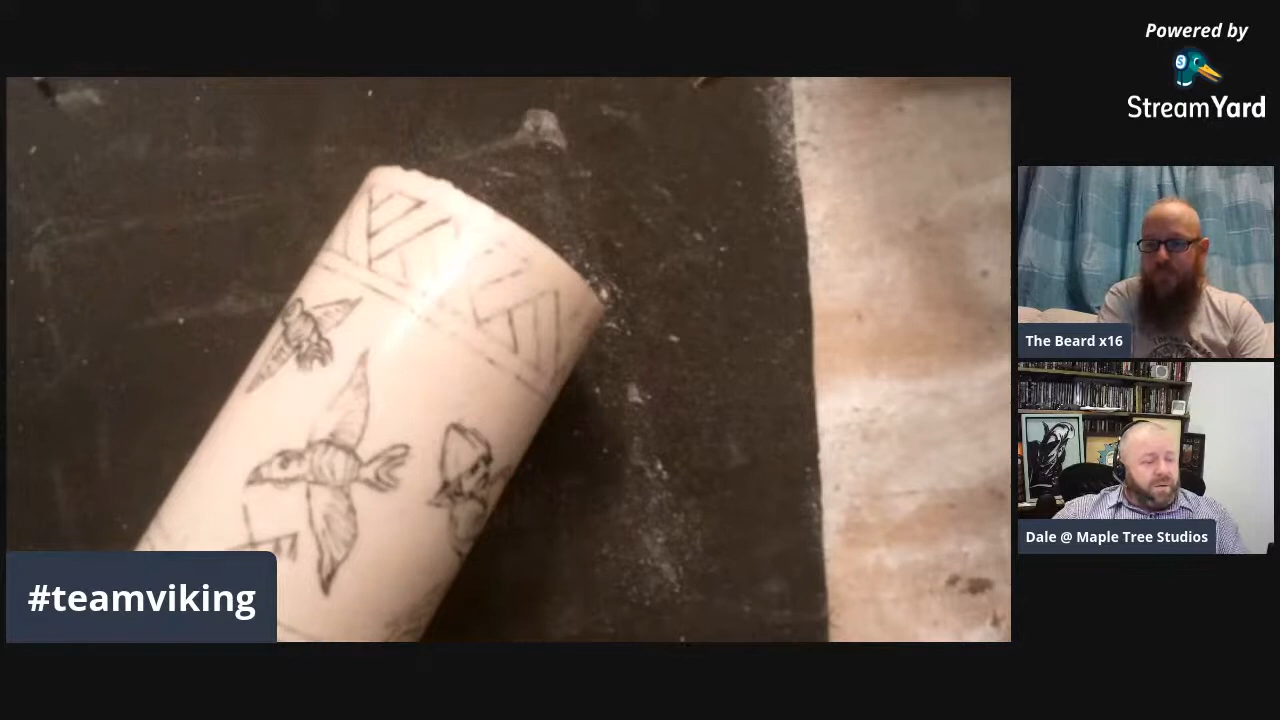 Powered by
StreamYard
The Beard x16
Dale @ Maple Tree Studios
#teamviking